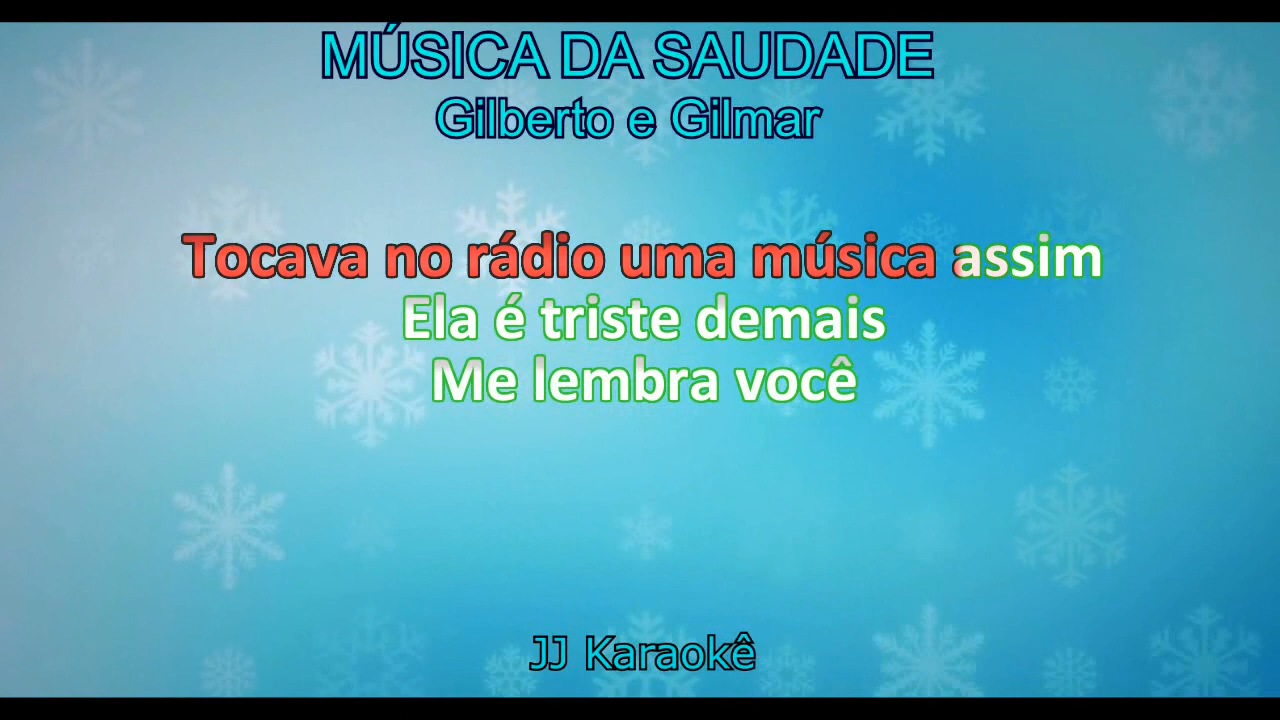 MÚSICA DA SAUDADE
Gilberto e Gilmar
Tocava no rádio uma música assim
Ela é triste demais
Me lembra você
JJ Karaokê